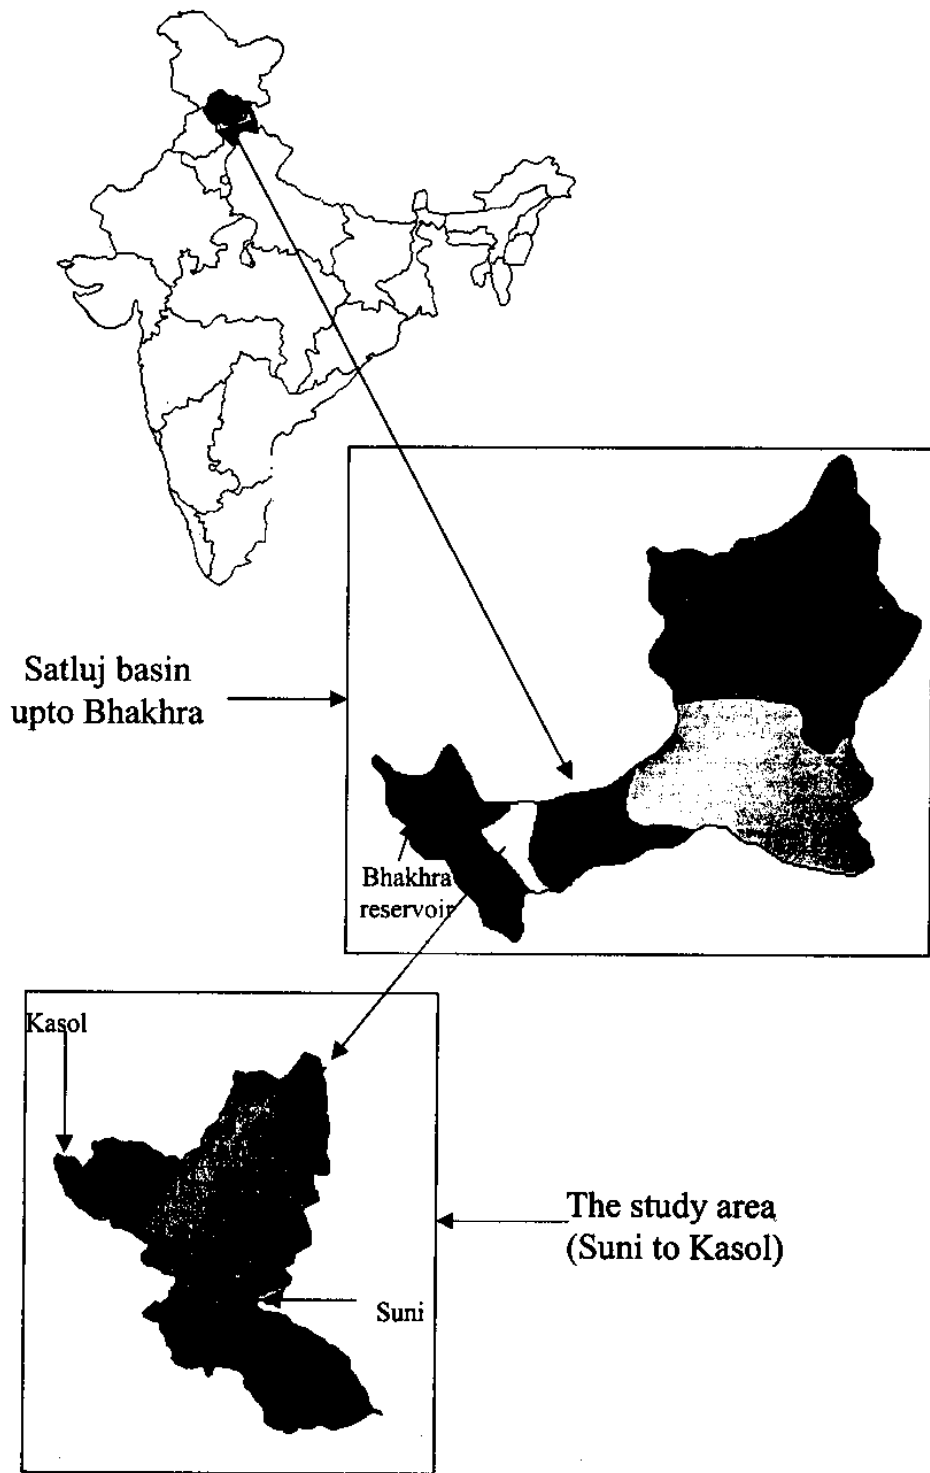 Satluj basin
upto Bhakhra
Bhakhra
reservoir
Kasol
The study area
(Suni to Kasol)
Suni